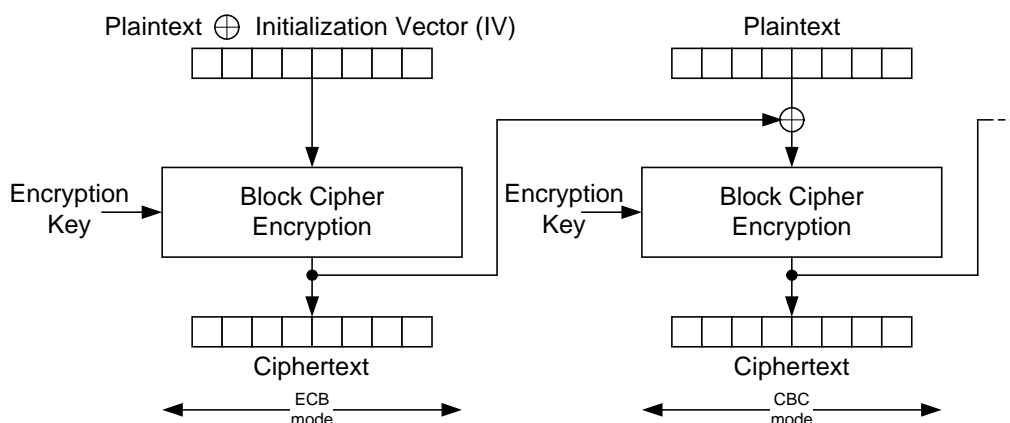 Plaintext ⊕ Initialization Vector (IV)
Plaintext
Encryption
Key
Block Cipher
Encryption
Encryption
Key
Block Cipher
Encryption
Ciphertext
Ciphertext
ECB
mode
CBC
mode